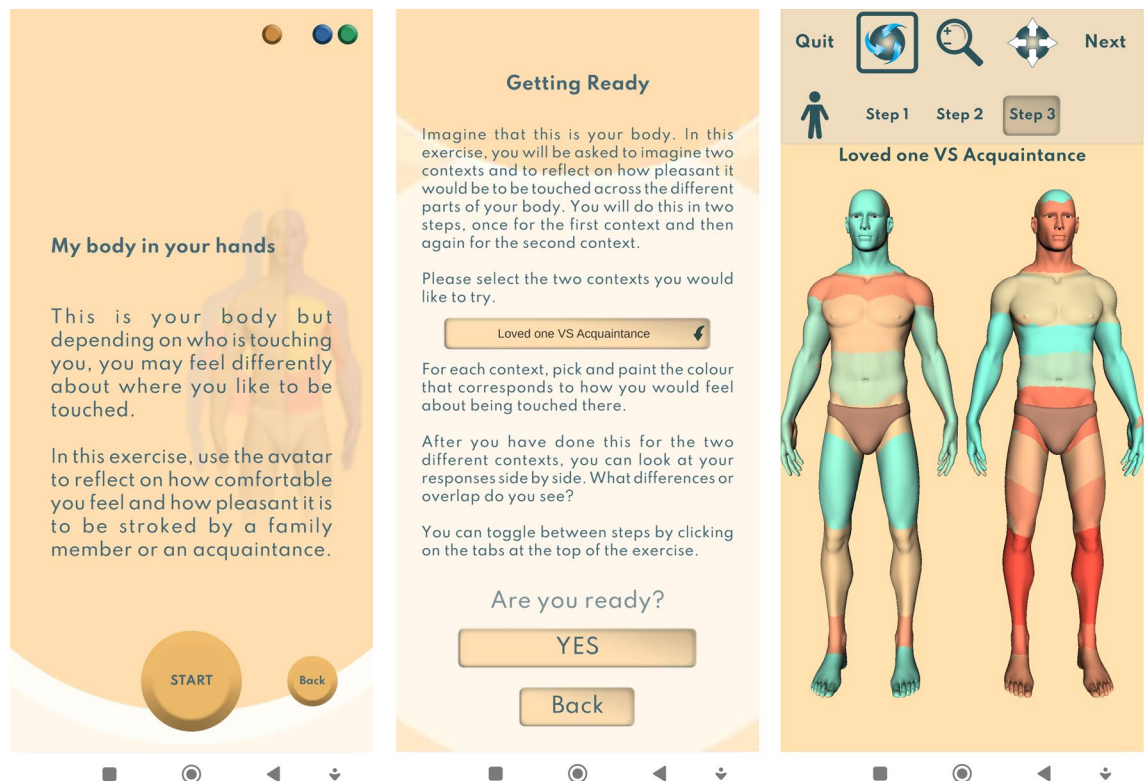 My body in your hands
This is your body but
depending on who is touching
you, you may feel differently
about where you like to be
touched.
In this exercise, use the avatar
to reflect on how comfortable
you feel and how pleasant it is
to be stroked by a family
member or an acquaintance.
START
Back
Getting Ready
Imagine that this is your body. In this
exercise, you will be asked to imagine two
contexts and to reflect on how pleasant it
would be to be touched across the different
parts of your body. You will do this in two
steps, once for the first context and then
again for the second context.
Please select the two contexts you would
like to try.
Loved one VS Acquaintance
For each context, pick and paint the colour
that corresponds to how you would feel
about being touched there.
After you have done this for the two
different contexts, you can look at your
responses side by side. What differences or
overlap do you see?
You can toggle between steps by clicking
on the tabs at the top of the exercise.
Are you ready?
YES
Back
Quit
Next
Step 1
Step 2
Step 3
Loved one VS Acquaintance